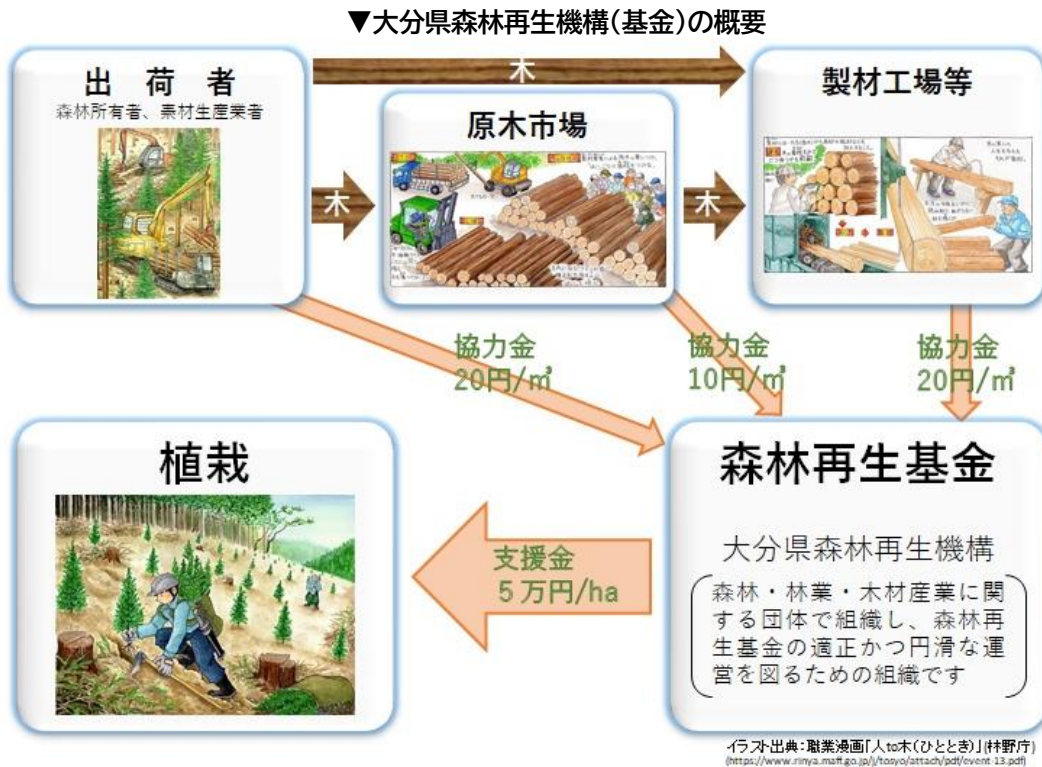 ▼大分県森林再生機構(基金)の概要
出荷者
森林所有者、素材生産業者
木
製材工場等
原木市場
木
木
協力金
20円/㎥
協力金
10円/㎥
協力金
20円/㎥
植栽
森林再生基金
支援金
5万円/ha
大分県森林再生機構
森林・林業・木材産業に関
する団体で組織し、森林再
生基金の適正かつ円滑な運
営を図るための組織です
イラスト出典:職業漫画「人to木(ひととき)」(林野庁)
(https://www.rinya.maff.go.jp/j/tosyo/attach/pdf/event-13.pdf)